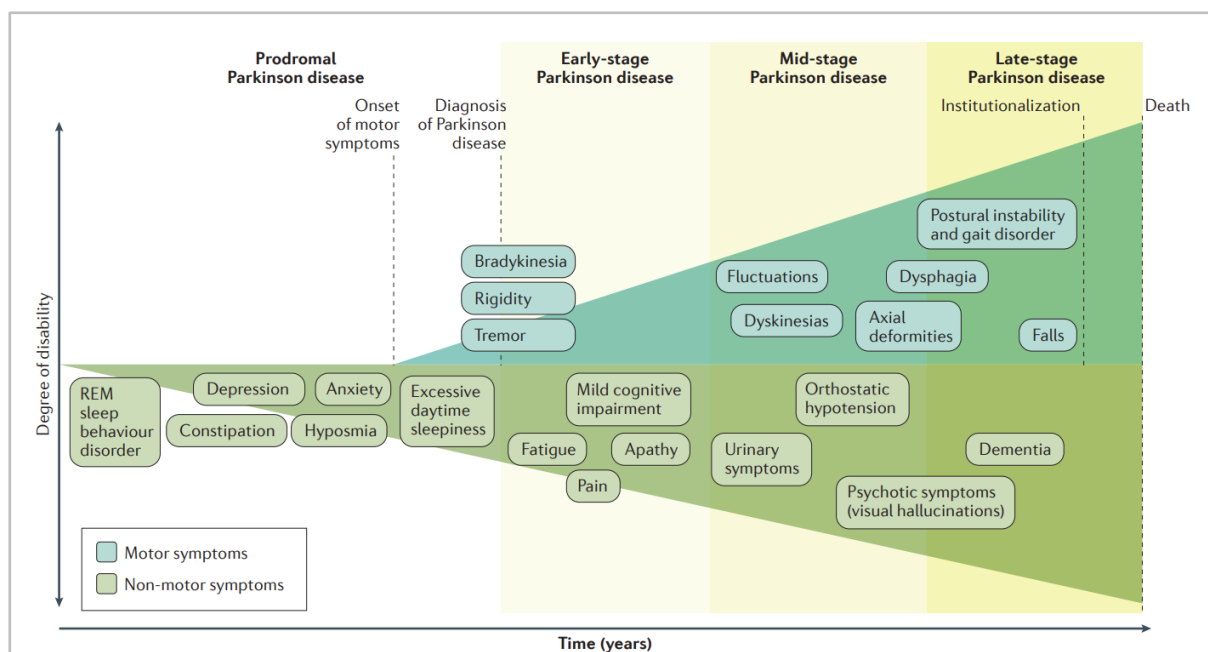 Prodromal
Parkinson disease
Early-stage
Parkinson disease
Mid-stage
Parkinson disease
Late-stage
Parkinson disease
Onset
of motor
symptoms
Diagnosis
of Parkinson
disease
Institutionalization
Death
Degree of disability
Postural instability
and gait disorder
Bradykinesia
Rigidity
Tremor
Fluctuations
Dysphagia
Dyskinesias
Axial
deformities
Falls
REM
sleep
behaviour
disorder
Depression
Anxiety
Constipation
Hyposmia
Excessive
daytime
sleepiness
Mild cognitive
impairment
Fatigue
Apathy
Pain
Orthostatic
hypotension
Urinary
symptoms
Dementia
Psychotic symptoms
(visual hallucinations)
Motor symptoms
Non-motor symptoms
Time (years)